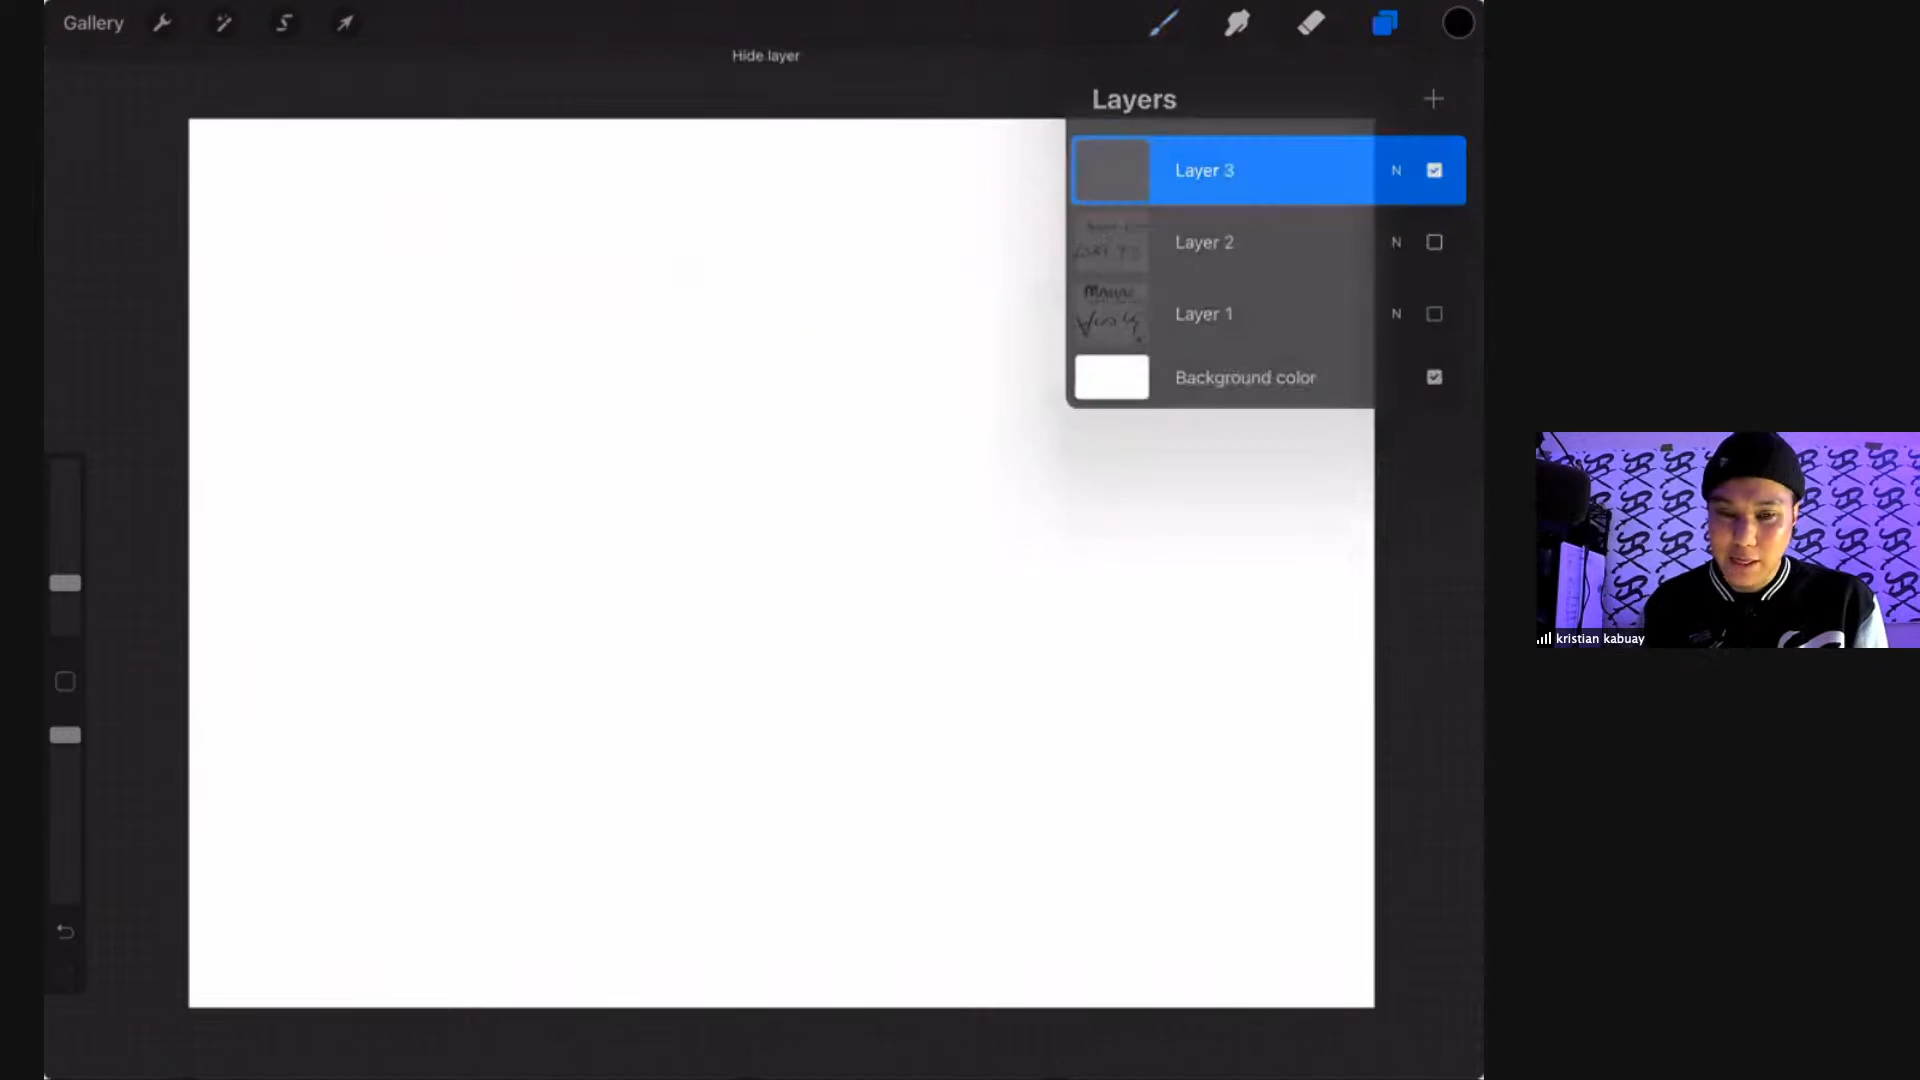 Gallery
Hide layer
Layers
Layer 3 N
Layer 2 N
Layer 1 N
Background color
kristian kabuay